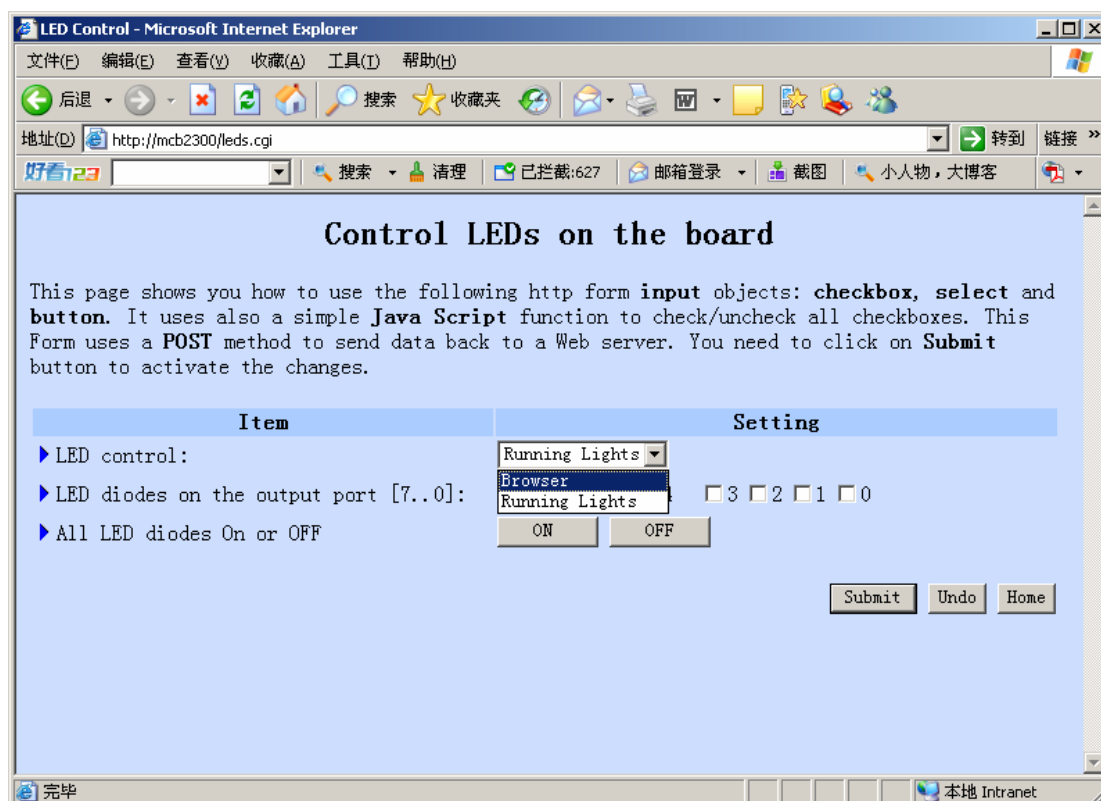 LED Control - Microsoft Internet Explorer
文件(F) 编辑(E) 查看(V) 收藏(A) 工具(T) 帮助(H)
后退 搜索 收藏夹
地址(D) http://mcb2300/leds.cgi 转到 链接 »
好看123 搜索 清理 已拦截:627 邮箱登录 截图 小人物，大博客
Control LEDs on the board
This page shows you how to use the following http form input objects: checkbox, select and
button. It uses also a simple Java Script function to check/uncheck all checkboxes. This
Form uses a POST method to send data back to a Web server. You need to click on Submit
button to activate the changes.
Item Setting
LED control: Running Lights
Browser
LED diodes on the output port [7..0]: 3 2 1 0
Running Lights
All LED diodes On or OFF ON OFF
Submit Undo Home
完毕 本地 Intranet